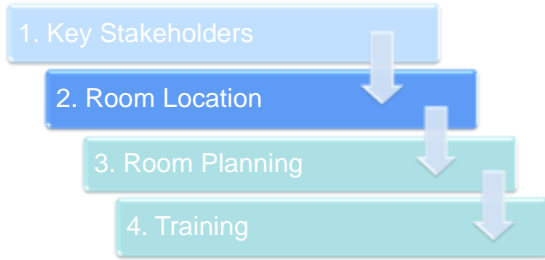 1. Key Stakeholders
2. Room Location
3. Room Planning
4. Training